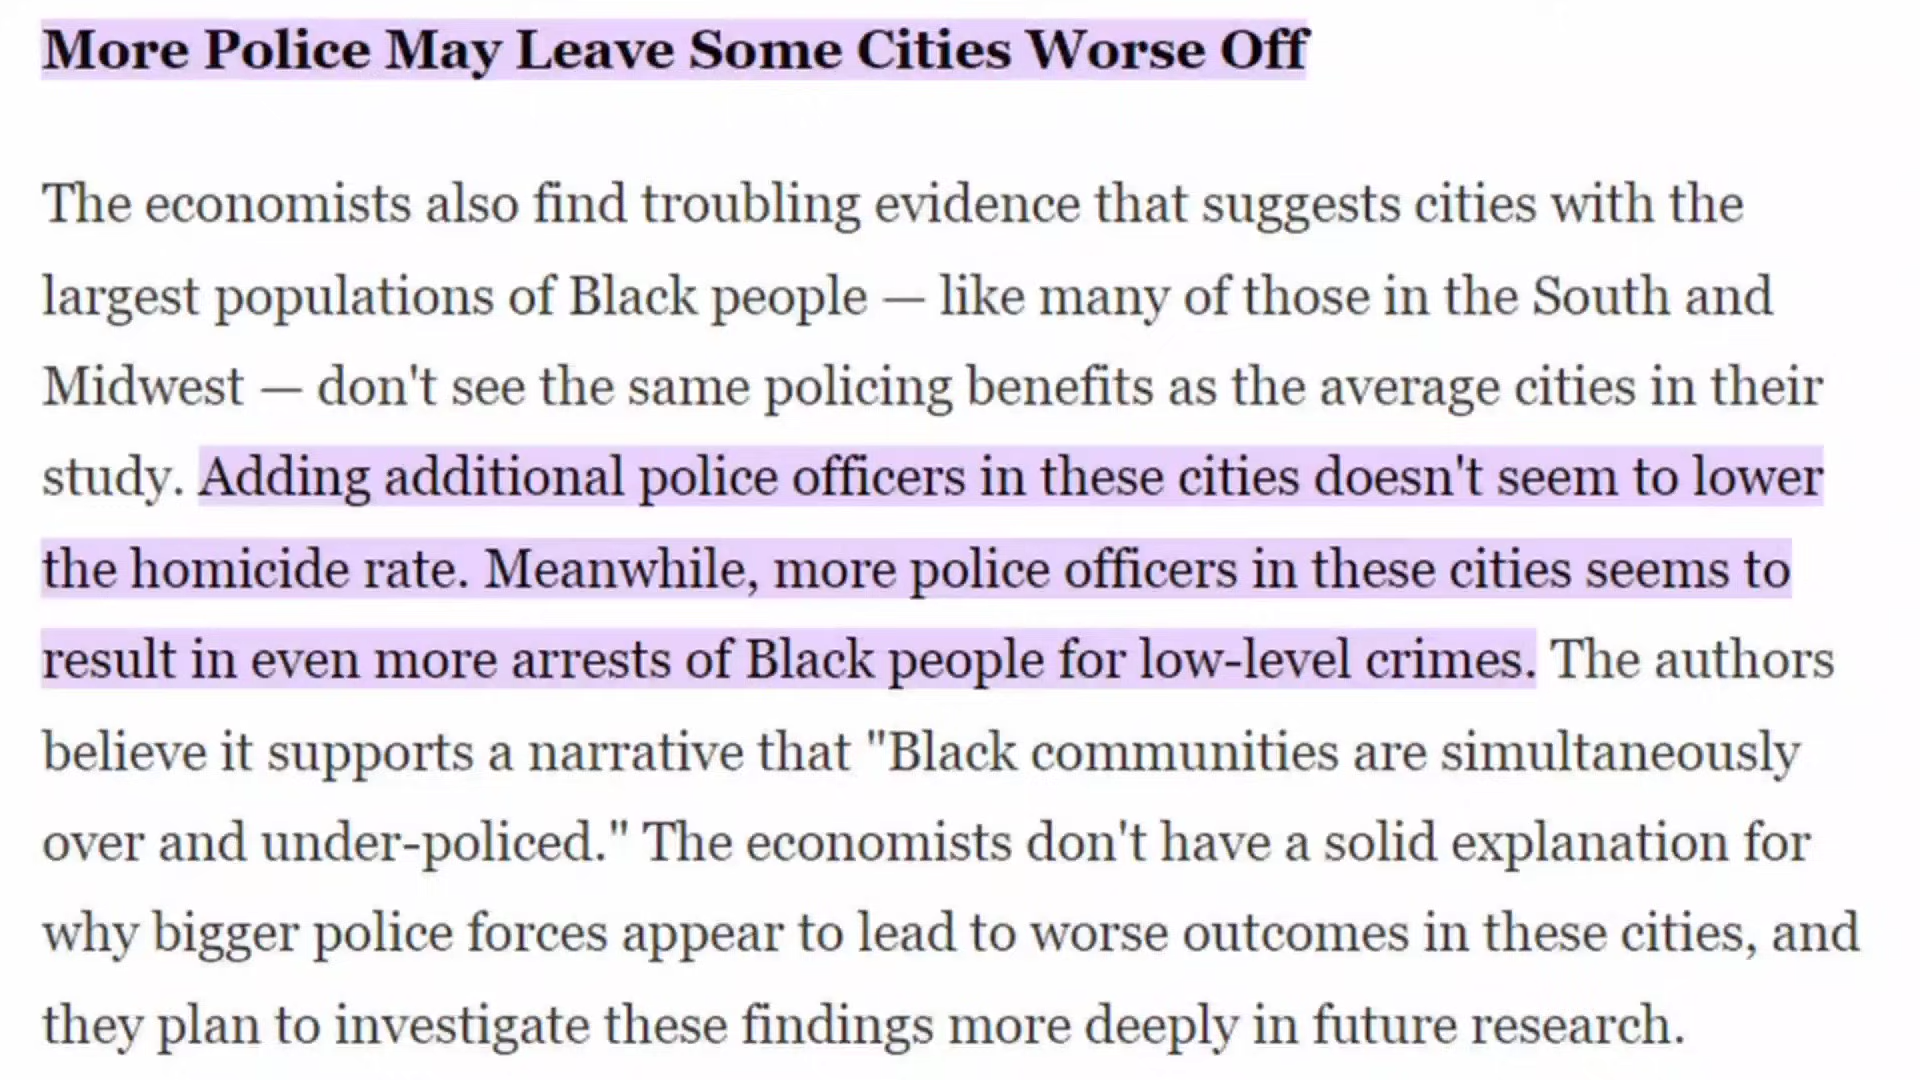 More Police May Leave Some Cities Worse Off
The economists also find troubling evidence that suggests cities with the
largest populations of Black people — like many of those in the South and
Midwest — don't see the same policing benefits as the average cities in their
study. Adding additional police officers in these cities doesn't seem to lower
the homicide rate. Meanwhile, more police officers in these cities seems to
result in even more arrests of Black people for low-level crimes. The authors
believe it supports a narrative that "Black communities are simultaneously
over and under-policed." The economists don't have a solid explanation for
why bigger police forces appear to lead to worse outcomes in these cities, and
they plan to investigate these findings more deeply in future research.